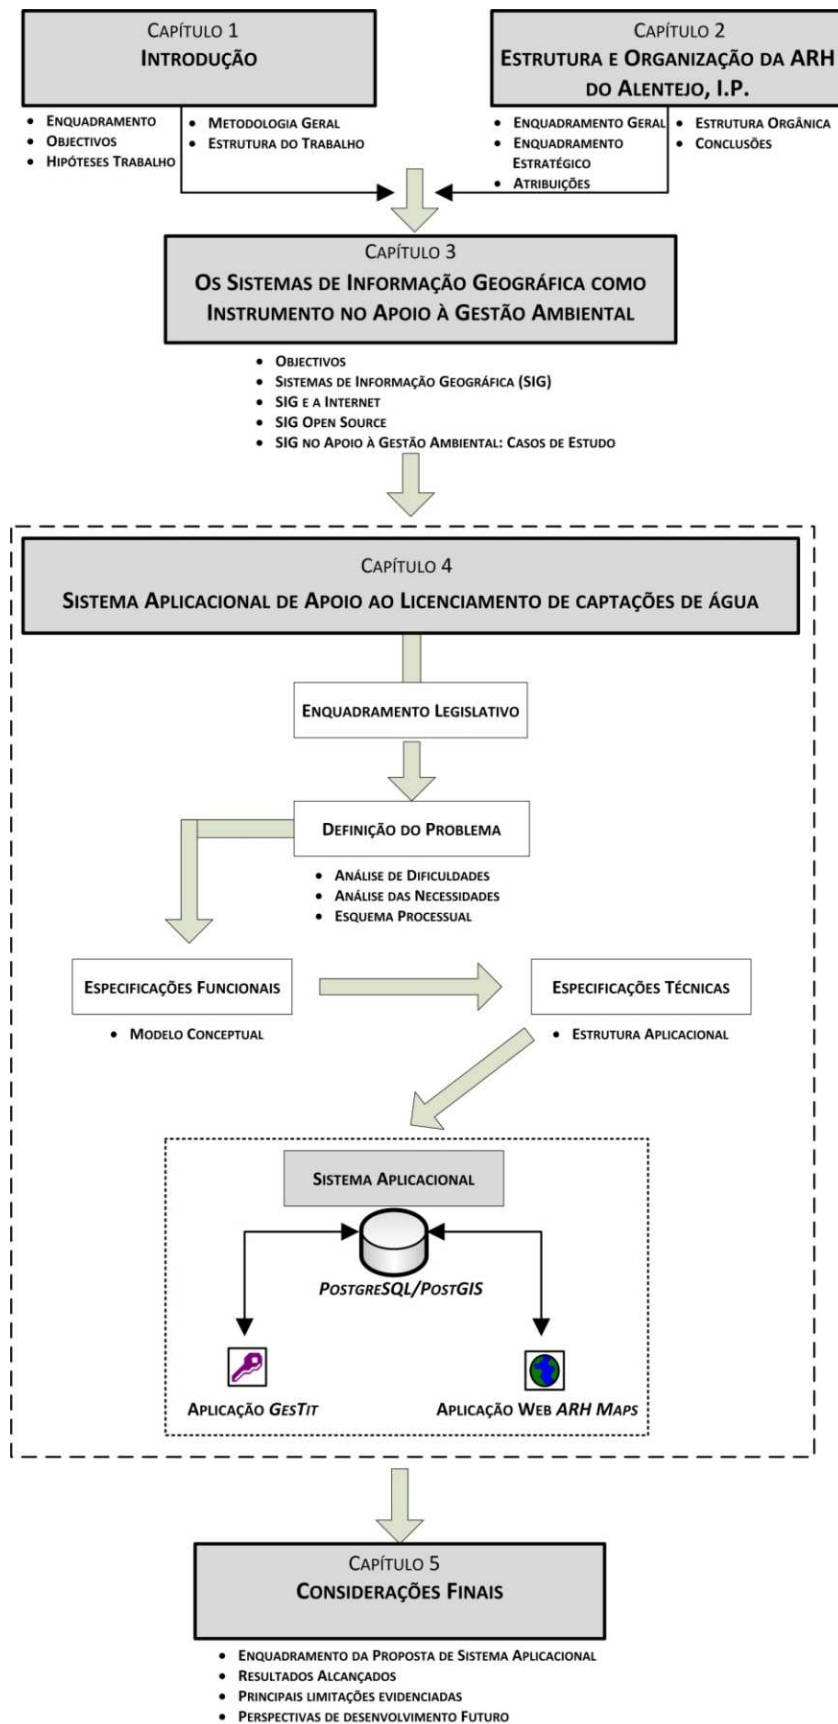 Capítulo 1
Introdução
• Enquadramento
• Objectivos
• Hipóteses Trabalho
• Metodologia Geral
• Estrutura do Trabalho
Capítulo 2
Estrutura e Organização da ARH
do Alentejo, I.P.
• Enquadramento Geral
• Enquadramento
Estratégico
• Atribuições
• Estrutura Orgânica
• Conclusões
Capítulo 3
Os Sistemas de Informação Geográfica como
Instrumento no Apoio à Gestão Ambiental
• Objectivos
• Sistemas de Informação Geográfica (SIG)
• SIG e a Internet
• SIG Open Source
• SIG no Apoio à Gestão Ambiental: Casos de Estudo
Capítulo 4
Sistema Aplicacional de Apoio ao Licenciamento de captações de água
Enquadramento Legislativo
Definição do Problema
• Análise de Dificuldades
• Análise das Necessidades
• Esquema Processual
Especificações Funcionais
• Modelo Conceptual
Especificações Técnicas
• Estrutura Aplicacional
Sistema Aplicacional
PostgreSQL/PostGIS
Aplicação GesTit
Aplicação Web ARH Maps
Capítulo 5
Considerações Finais
• Enquadramento da Proposta de Sistema Aplicacional
• Resultados Alcançados
• Principais limitações evidenciadas
• Perspectivas de desenvolvimento Futuro